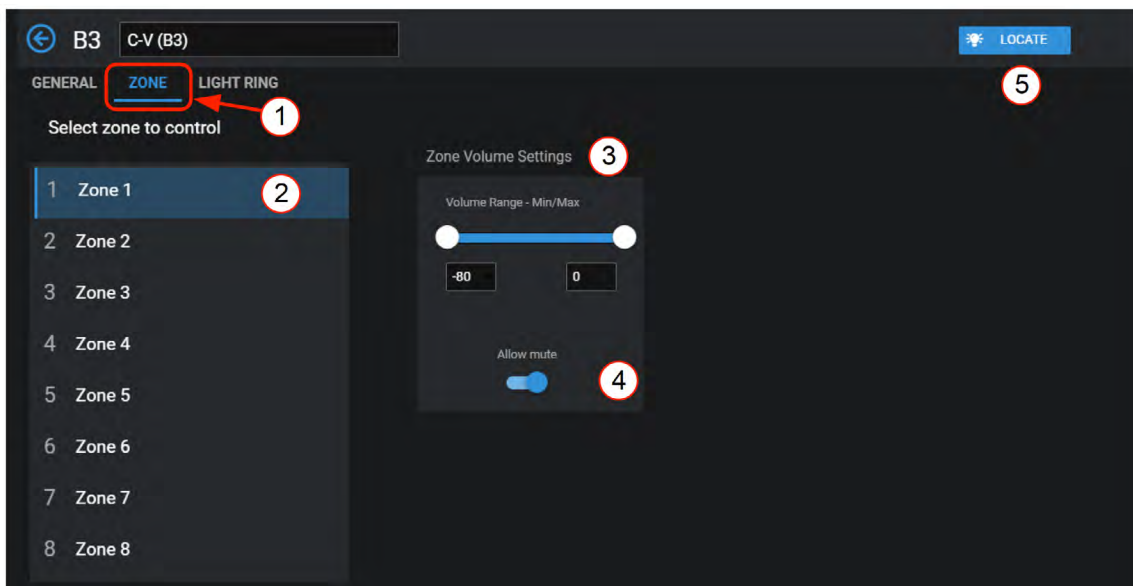 B3 C-V (B3) LOCATE
GENERAL ZONE LIGHT RING 5
1
Select zone to control
Zone Volume Settings 3
1 Zone 1 2
Volume Range - Min/Max
2 Zone 2
-80 0
3 Zone 3
4 Zone 4
Allow mute
4
5 Zone 5
6 Zone 6
7 Zone 7
8 Zone 8